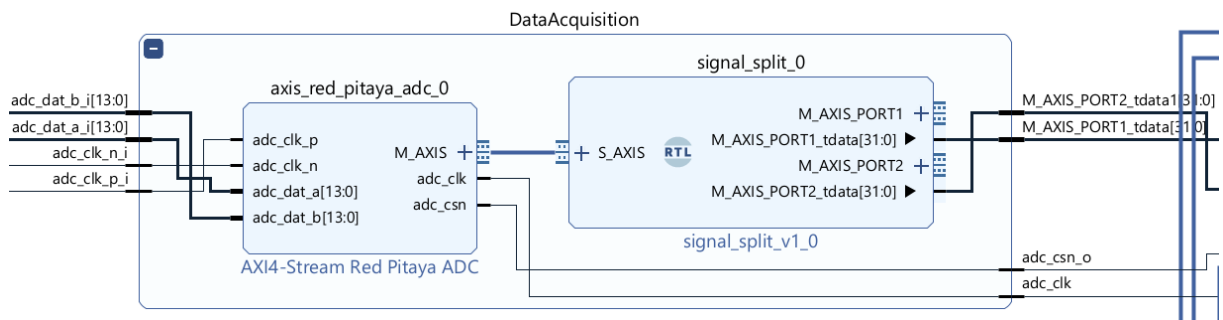 DataAcquisition
adc_dat_b_i[13:0]
adc_dat_a_i[13:0]
adc_clk_n_i
adc_clk_p_i
axis_red_pitaya_adc_0
adc_clk_p
adc_clk_n
adc_dat_a[13:0]
adc_dat_b[13:0]
M_AXIS
adc_clk
adc_csn
AXI4-Stream Red Pitaya ADC
signal_split_0
S_AXIS
RTL
M_AXIS_PORT1
M_AXIS_PORT1_tdata[31:0]
M_AXIS_PORT2
M_AXIS_PORT2_tdata[31:0]
signal_split_v1_0
M_AXIS_PORT2_tdata1[31:0]
M_AXIS_PORT1_tdata[31:0]
adc_csn_o
adc_clk